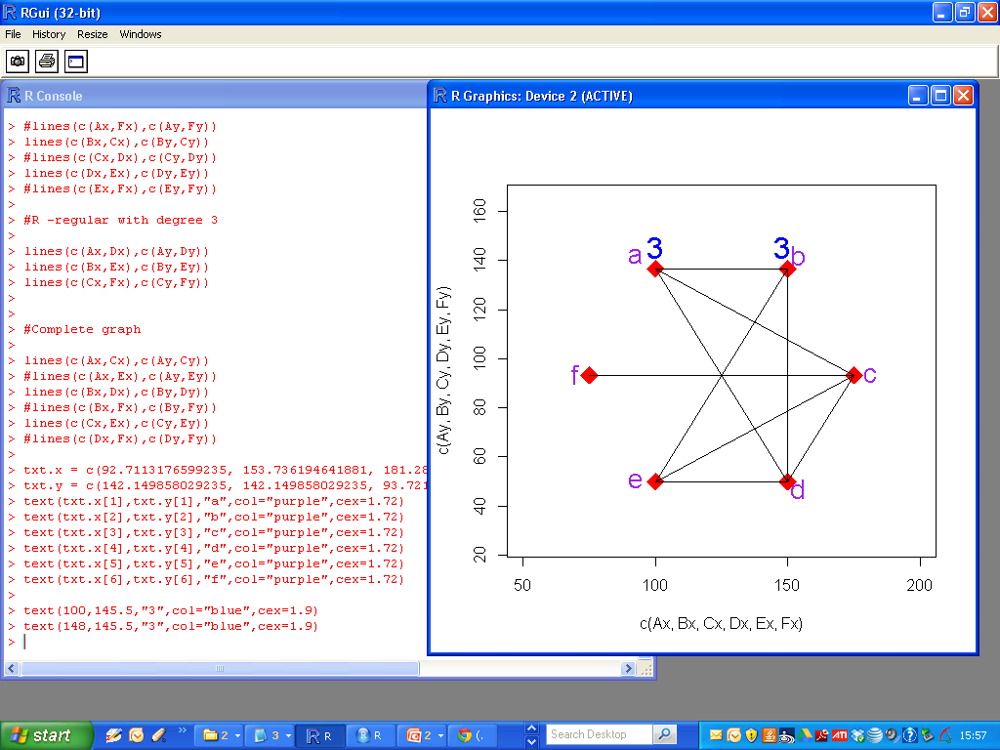 RGui (32-bit)
File History Resize Windows
R Console
> #lines(c(Ax,Fx),c(Ay,Fy))
> lines(c(Bx,Cx),c(By,Cy))
> #lines(c(Cx,Dx),c(Cy,Dy))
> lines(c(Dx,Ex),c(Dy,Ey))
> #lines(c(Ex,Fx),c(Ey,Fy))
>
> #R -regular with degree 3
>
> lines(c(Ax,Dx),c(Ay,Dy))
> lines(c(Bx,Ex),c(By,Ey))
> lines(c(Cx,Fx),c(Cy,Fy))
>
>
> #Complete graph
>
> lines(c(Ax,Cx),c(Ay,Cy))
> #lines(c(Ax,Ex),c(Ay,Ey))
> lines(c(Bx,Dx),c(By,Dy))
> #lines(c(Bx,Fx),c(By,Fy))
> lines(c(Cx,Ex),c(Cy,Ey))
> #lines(c(Dx,Fx),c(Dy,Fy))
>
> txt.x = c(92.7113176599235, 153.736194641881, 181.28
> txt.y = c(142.149858029235, 142.149858029235, 93.721
> text(txt.x[1],txt.y[1],"a",col="purple",cex=1.72)
> text(txt.x[2],txt.y[2],"b",col="purple",cex=1.72)
> text(txt.x[3],txt.y[3],"c",col="purple",cex=1.72)
> text(txt.x[4],txt.y[4],"d",col="purple",cex=1.72)
> text(txt.x[5],txt.y[5],"e",col="purple",cex=1.72)
> text(txt.x[6],txt.y[6],"f",col="purple",cex=1.72)
>
> text(100,145.5,"3",col="blue",cex=1.9)
> text(148,145.5,"3",col="blue",cex=1.9)
>
R Graphics: Device 2 (ACTIVE)
c(Ay, By, Cy, Dy, Ey, Fy)
160
140
120
100
80
60
40
20
a 3 3 b
f c
e d
50 100 150 200
c(Ax, Bx, Cx, Dx, Ex, Fx)
start 2 3 R R 2 (. Search Desktop 15:57